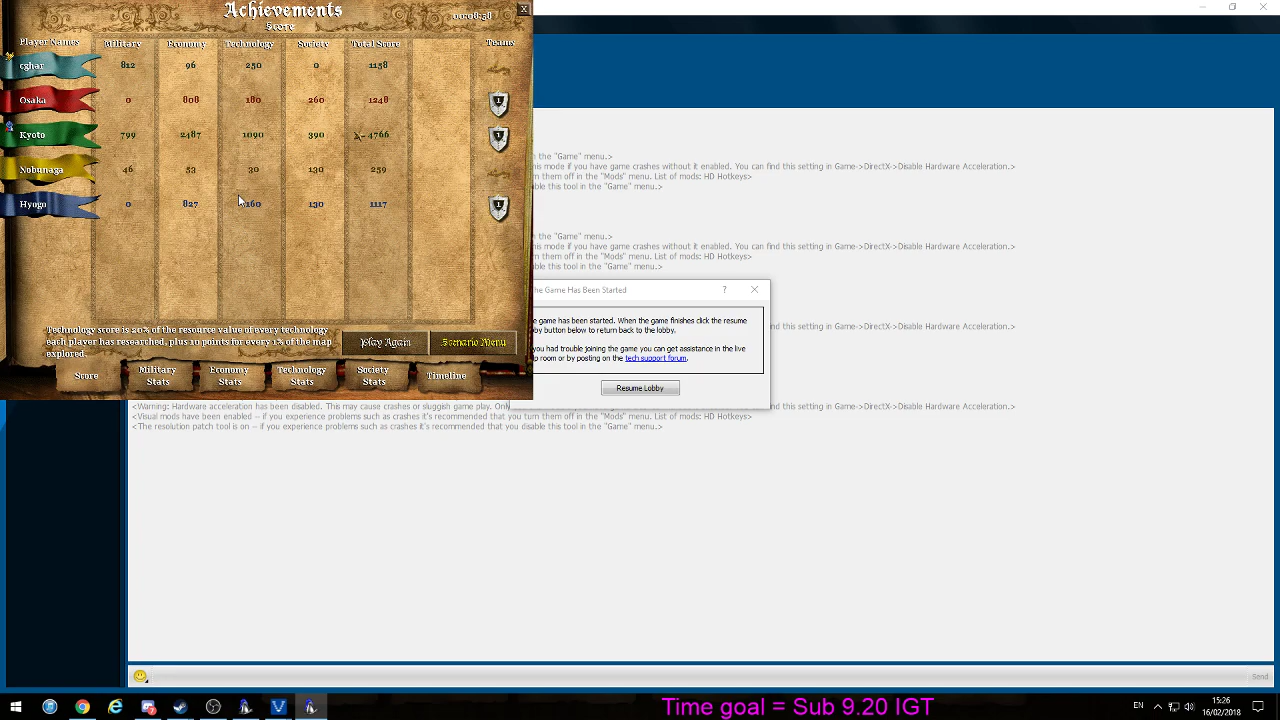 Achievements
00:08:58
Score
Player Names Military Economy Technology Society Total Score Teams
cghar 812 96 250 0 1158
Osaka 0 808 180 260 1248 1
Kyoto 799 2487 1090 390 4766 1
Nobunaga 46 53 30 130 259
Hyogo 0 827 160 130 1117 1
Technology score is 20% of the resource value of every technology
each player has researched, plus 10 points for every 1% of the map
explored.
Play Again Scenario Menu
Score Military Stats Economy Stats Technology Stats Society Stats Timeline
n the "Game" menu.>
his mode if you have game crashes without it enabled. You can find this setting in Game->DirectX->Disable Hardware Acceleration.>
rn them off in the "Mods" menu. List of mods: HD Hotkeys>
able this tool in the "Game" menu.>
n the "Game" menu.>
his mode if you have game crashes without it enabled. You can find this setting in Game->DirectX->Disable Hardware Acceleration.>
rn them off in the "Mods" menu. List of mods: HD Hotkeys>
able this tool in the "Game" menu.>
he Game Has Been Started ?
e game has been started. When the game finishes click the resume
by button below to return back to the lobby.
you had trouble joining the game you can get assistance in the live
lp room or by posting on the tech support forum.
Resume Lobby
nd this setting in Game->DirectX->Disable Hardware Acceleration.>
<Warning: Hardware acceleration has been disabled. This may cause crashes or sluggish game play. Onl
nd this setting in Game->DirectX->Disable Hardware Acceleration.>
<Visual mods have been enabled -- if you experience problems such as crashes it's recommended that you turn them off in the "Mods" menu. List of mods: HD Hotkeys>
<The resolution patch tool is on -- if you experience problems such as crashes it's recommended that you disable this tool in the "Game" menu.>
Send
Time goal = Sub 9.20 IGT
EN
15:26
16/02/2018